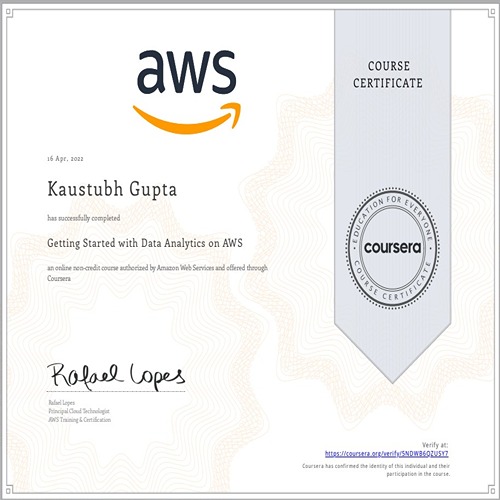 aws
COURSE
CERTIFICATE
16 Apr, 2022
Kaustubh Gupta
has successfully completed
Getting Started with Data Analytics on AWS
an online non-credit course authorized by Amazon Web Services and offered through
Coursera
EDUCATION FOR EVERYONE
coursera
COURSE CERTIFICATE
Rafael Lopes
Rafael Lopes
Principal Cloud Technologist
AWS Training & Certification
Verify at:
https://coursera.org/verify/SNDWB6QZUSY7
Coursera has confirmed the identity of this individual and their
participation in the course.